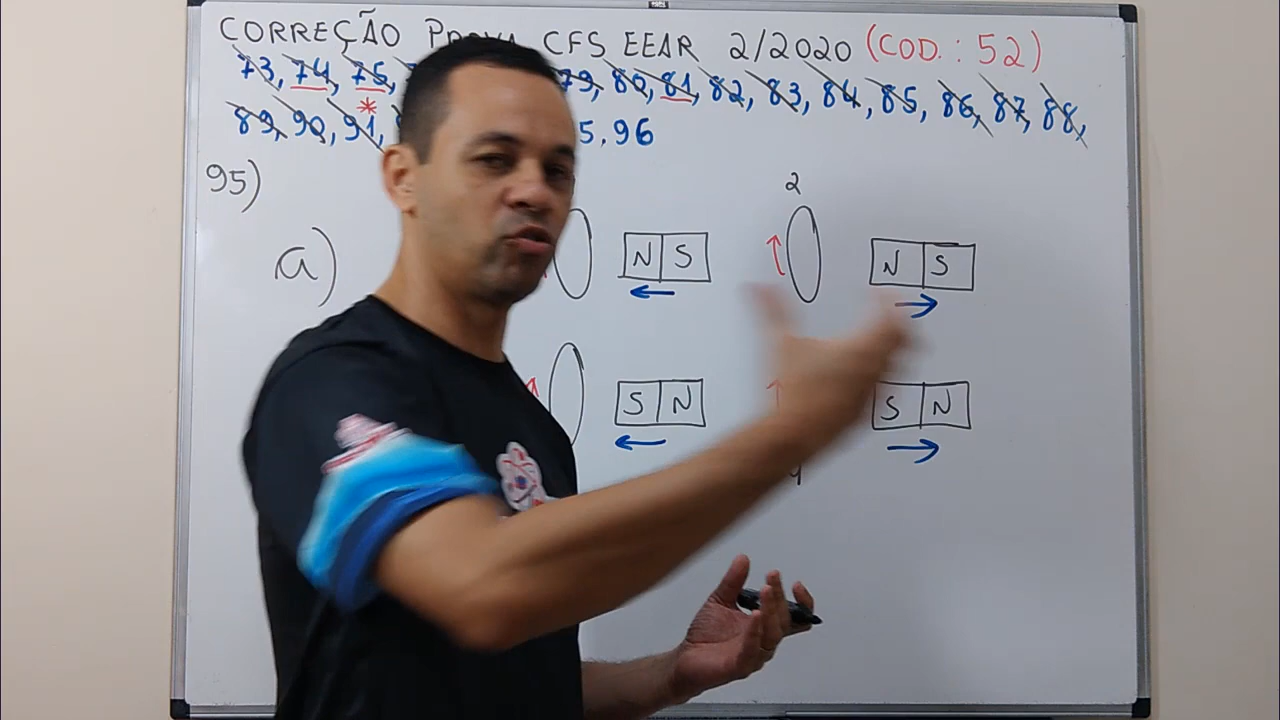 CORREÇÃO PROVA CFS EEAR 2/2020 (COD.: 52)
73, 74, 75, 79, 80, 81, 82, 83, 84, 85, 86, 87, 88,
*
89, 90, 91, 5, 96
95)
2
a)
N S
N S
S N
S N
4